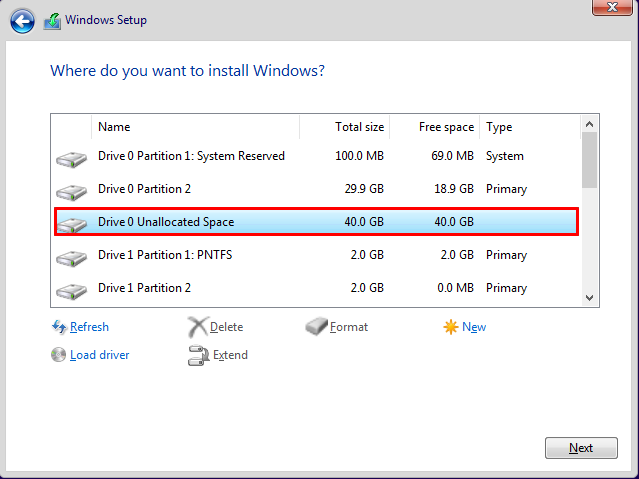 Windows Setup
Where do you want to install Windows?
Name Total size Free space Type
Drive 0 Partition 1: System Reserved 100.0 MB 69.0 MB System
Drive 0 Partition 2 29.9 GB 18.9 GB Primary
Drive 0 Unallocated Space 40.0 GB 40.0 GB
Drive 1 Partition 1: PNTFS 2.0 GB 2.0 GB Primary
Drive 1 Partition 2 2.0 GB 0.0 MB Primary
Refresh Delete Format New
Load driver Extend
Next